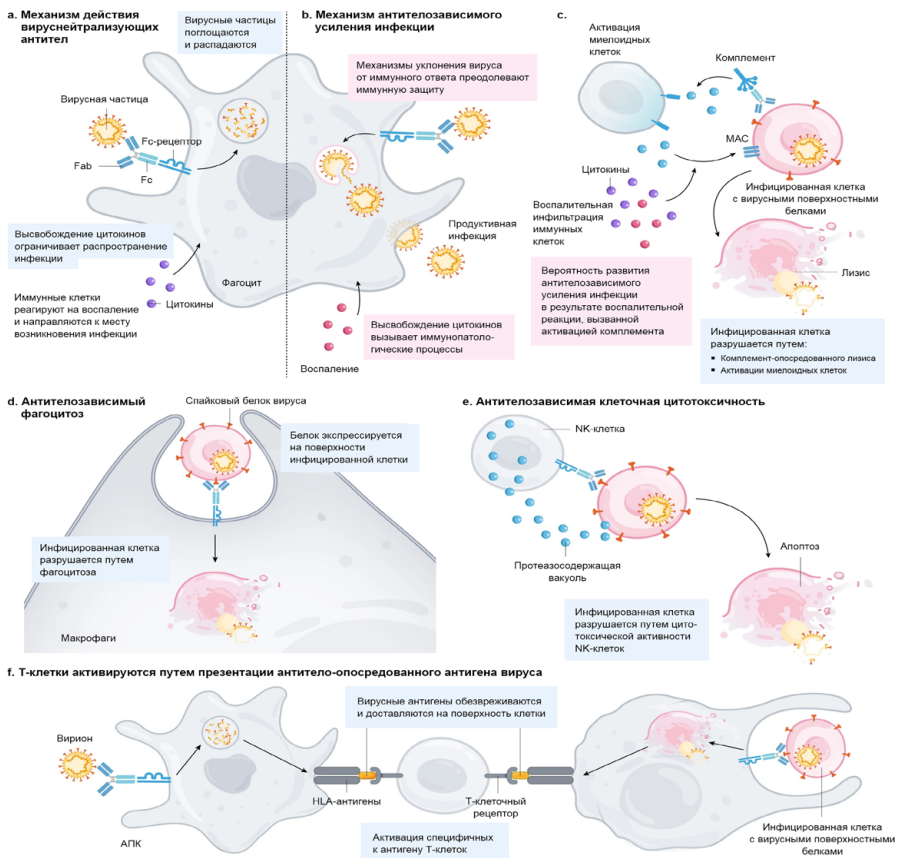 a. Механизм действия
вируснейтрализующих
антител
Вирусные частицы
поглощаются
и распадаются
Вирусная частица
Fc-рецептор
Fab
Fc
Высвобождение цитокинов
ограничивает распространение
инфекции
Иммунные клетки
реагируют на воспаление
и направляются к месту
возникновения инфекции
Цитокины
Фагоцит
b. Механизм антителозависимого
усиления инфекции
Механизмы уклонения вируса
от иммунного ответа преодолевают
иммунную защиту
Продуктивная
инфекция
Высвобождение цитокинов
вызывает иммунопатоло-
гические процессы
Воспаление
c.
Активация
миелоидных
клеток
Комплемент
MAC
Цитокины
Воспалительная
инфильтрация
иммунных
клеток
Инфицированная клетка
с вирусными поверхностными
белками
Лизис
Вероятность развития
антителозависимого
усиления инфекции
в результате воспалительной
реакции, вызванной
активацией комплемента
Инфицированная клетка
разрушается путем:
▪ Комплемент-опосредованного лизиса
▪ Активации миелоидных клеток
d. Антителозависимый
фагоцитоз
Спайковый белок вируса
Белок экспрессируется
на поверхности
инфицированной клетки
Инфицированная клетка
разрушается путем
фагоцитоза
Макрофаги
e. Антителозависимая клеточная цитотоксичность
NK-клетка
Протеазосодержащая
вакуоль
Апоптоз
Инфицированная клетка
разрушается путем цито-
токсической активности
NK-клеток
f. Т-клетки активируются путем презентации антитело-опосредованного антигена вируса
Вирион
АПК
Вирусные антигены обезвреживаются
и доставляются на поверхность клетки
HLA-антигены
Т-клеточный
рецептор
Активация специфичных
к антигену Т-клеток
Инфицированная клетка
с вирусными поверхностными
белками